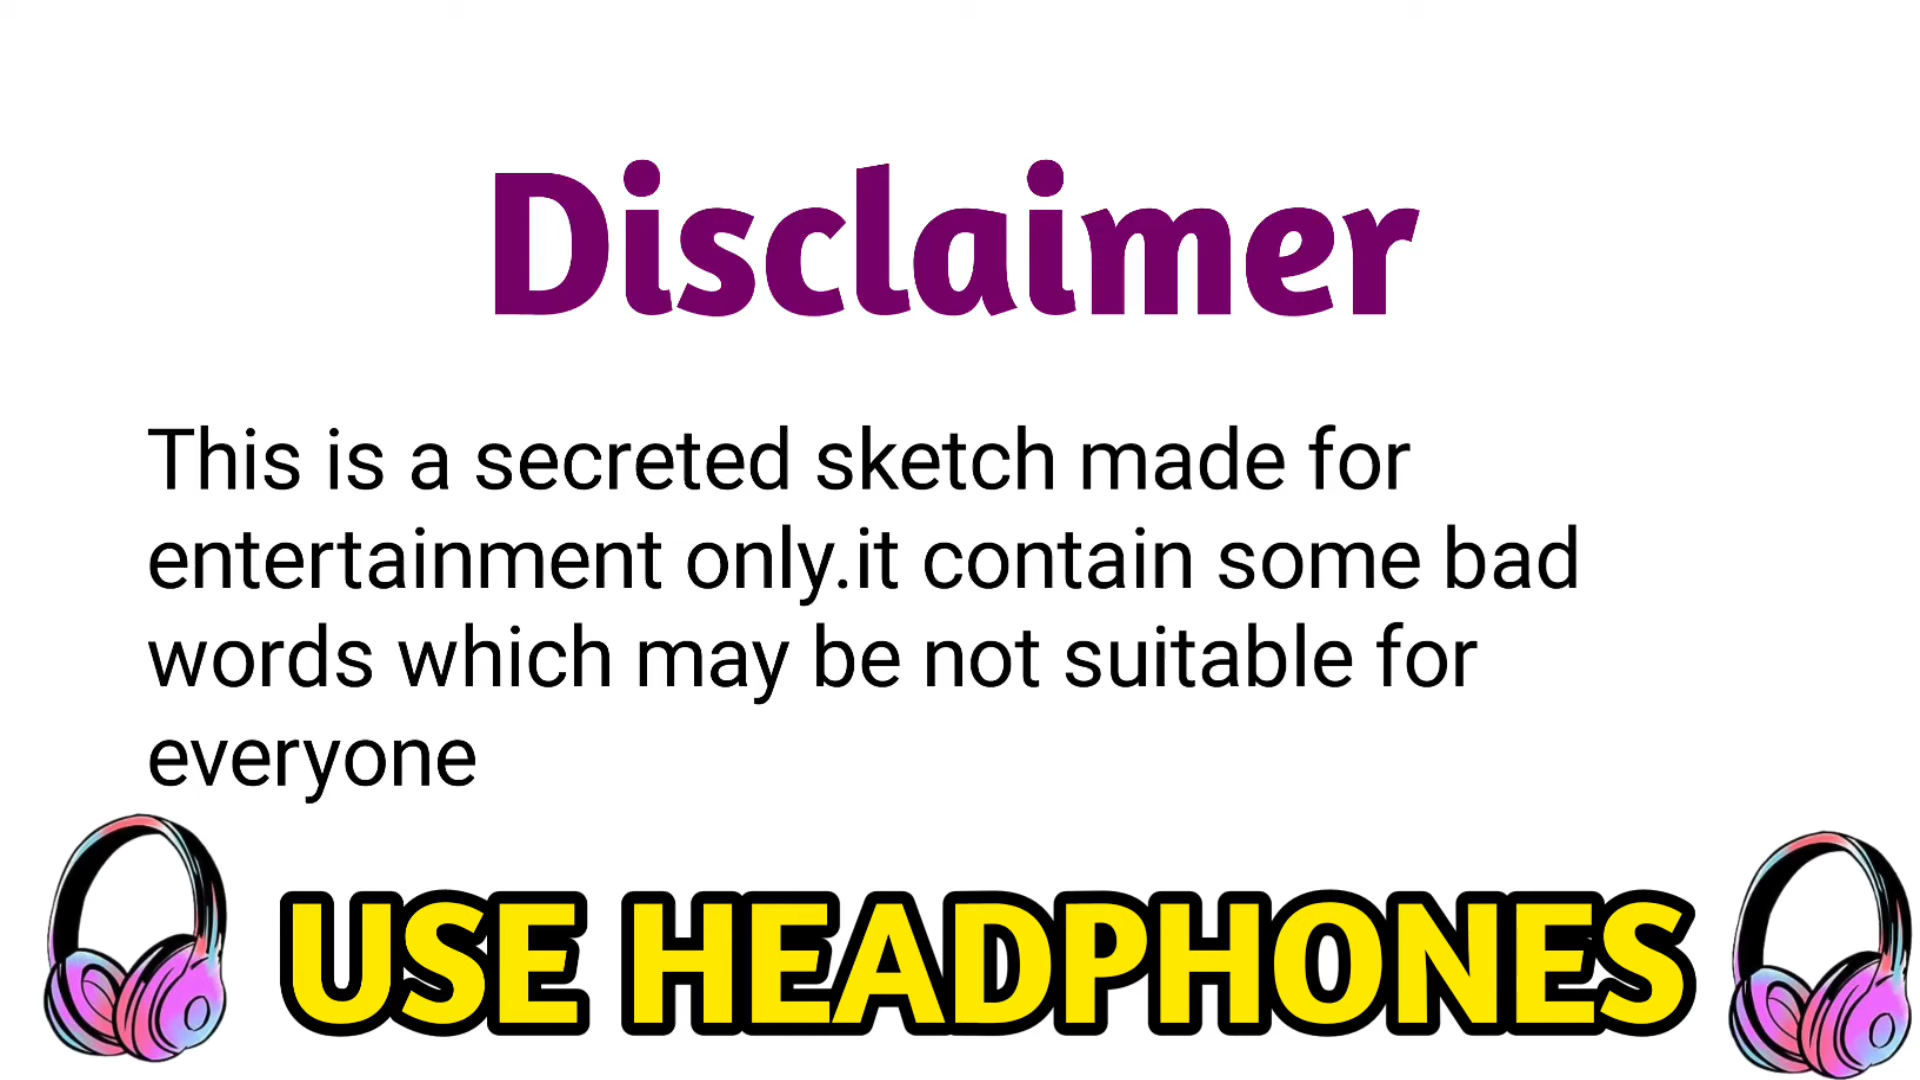 Disclaimer
This is a secreted sketch made for
entertainment only.it contain some bad
words which may be not suitable for
everyone
USE HEADPHONES